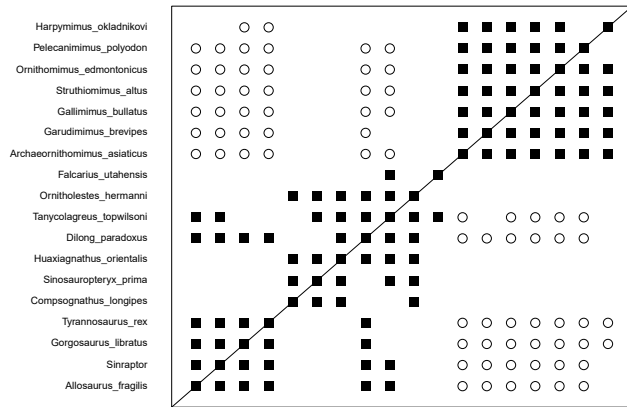 Harpymimus_okladnikovi
Pelecanimimus_polyodon
Ornithomimus_edmontonicus
Struthiomimus_altus
Gallimimus_bullatus
Garudimimus_brevipes
Archaeornithomimus_asiaticus
Falcarius_utahensis
Ornitholestes_hermanni
Tanycolagreus_topwilsoni
Dilong_paradoxus
Huaxiagnathus_orientalis
Sinosauropteryx_prima
Compsognathus_longipes
Tyrannosaurus_rex
Gorgosaurus_libratus
Sinraptor
Allosaurus_fragilis